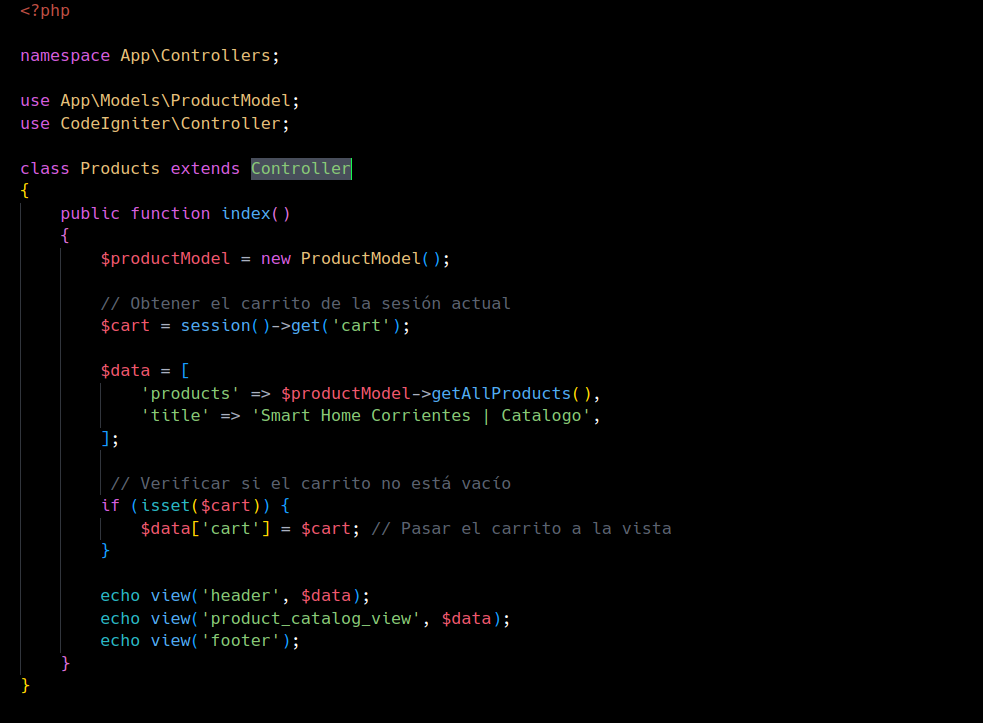 <?php
namespace App\Controllers;
use App\Models\ProductModel;
use CodeIgniter\Controller;
class Products extends Controller
{
    public function index()
    {
        $productModel = new ProductModel();
        // Obtener el carrito de la sesión actual
        $cart = session()->get('cart');
        $data = [
            'products' => $productModel->getAllProducts(),
            'title' => 'Smart Home Corrientes | Catalogo',
        ];
         // Verificar si el carrito no está vacío
        if (isset($cart)) {
            $data['cart'] = $cart; // Pasar el carrito a la vista
        }
        echo view('header', $data);
        echo view('product_catalog_view', $data);
        echo view('footer');
    }
}